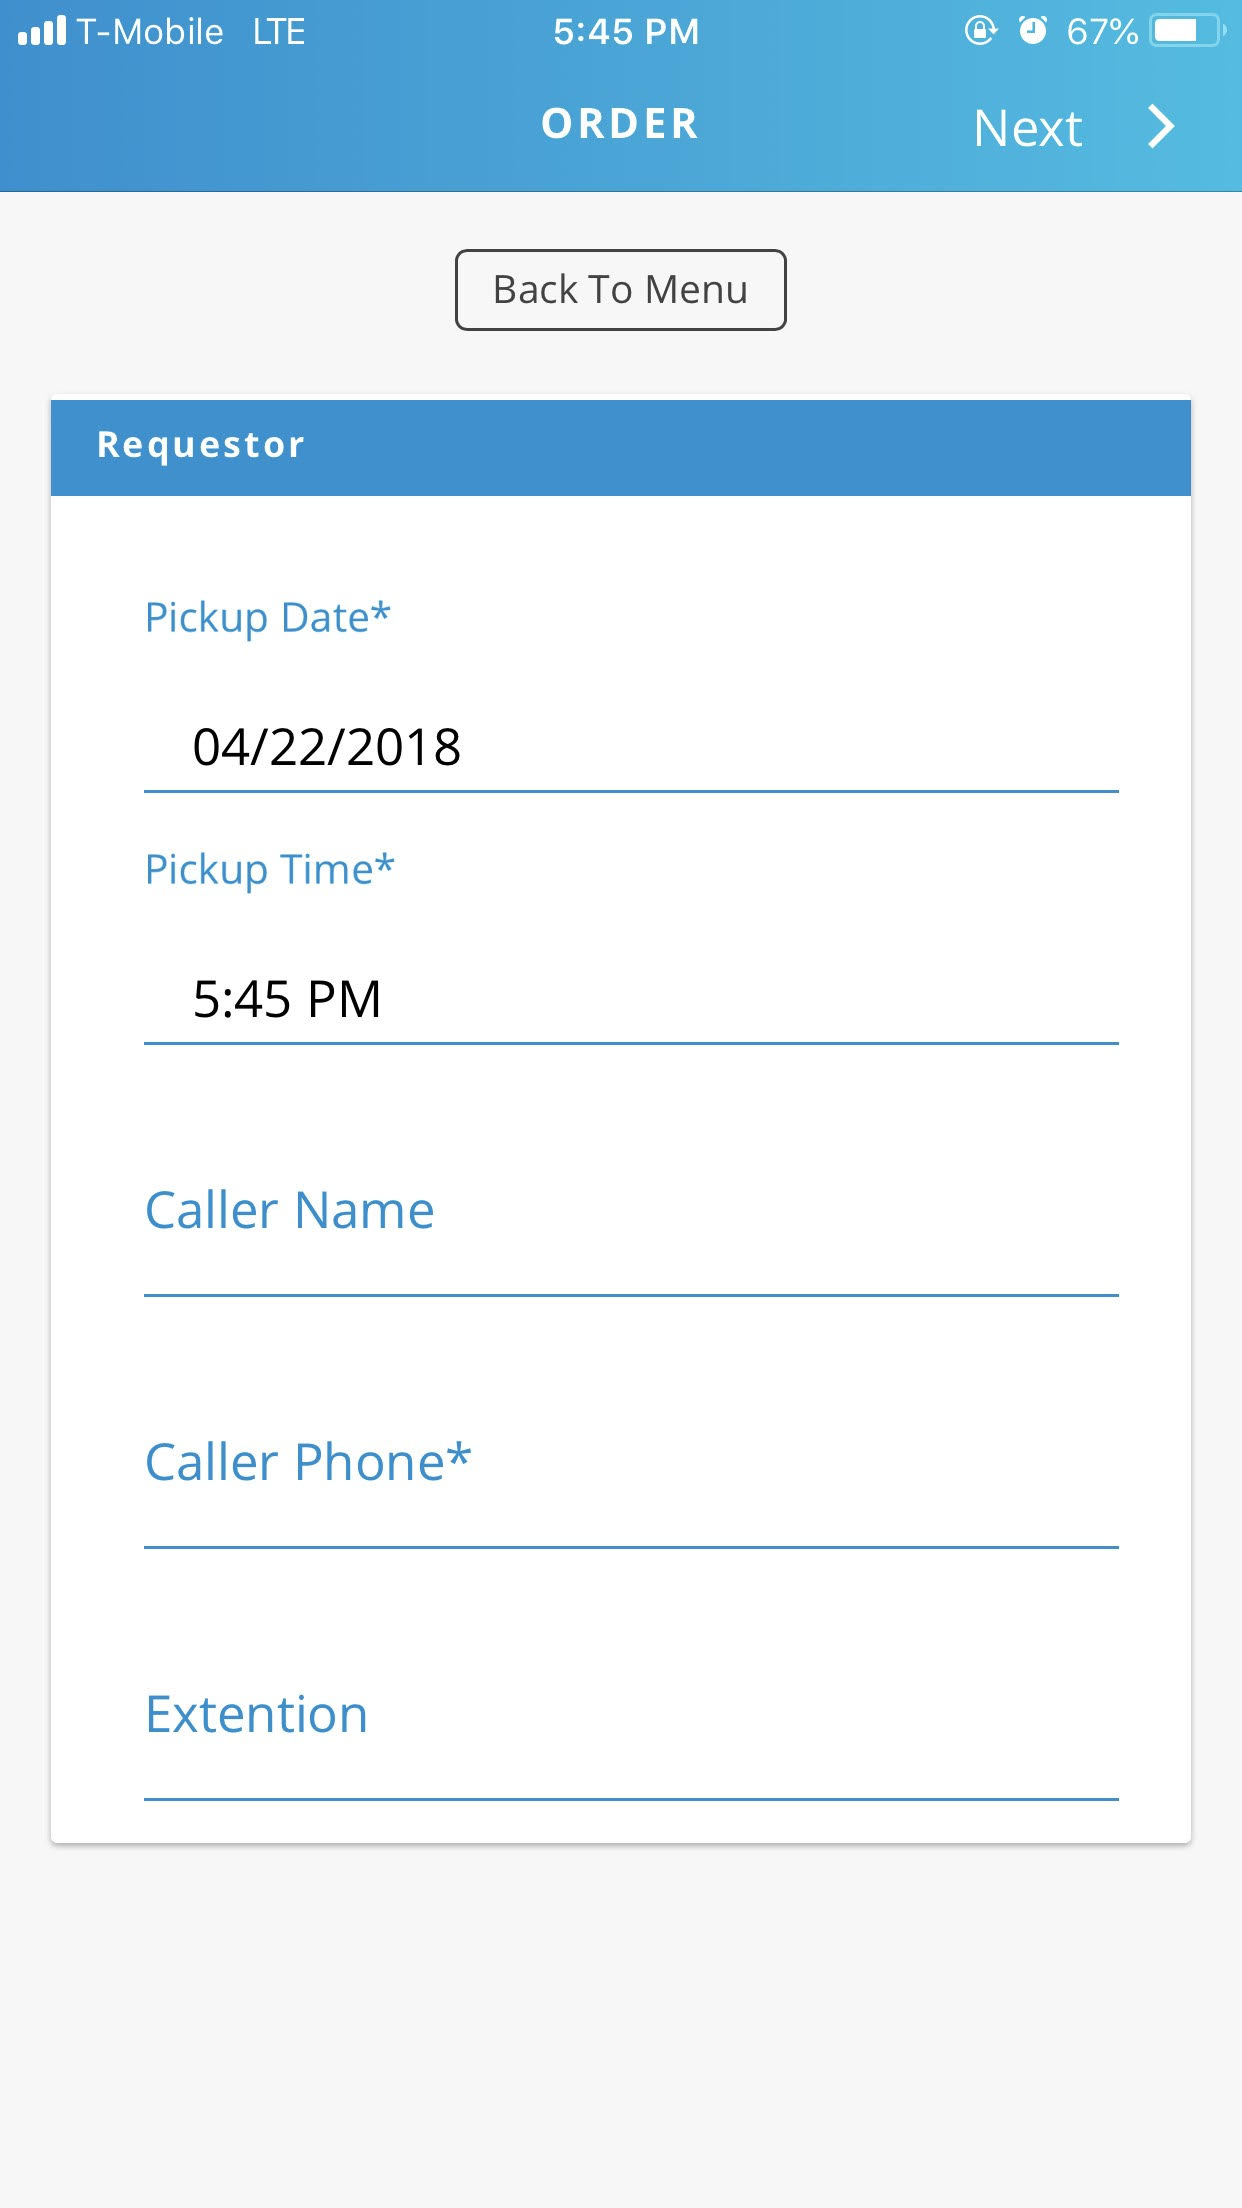 T-Mobile LTE 5:45 PM 67%
ORDER Next
Back To Menu
Requestor
Pickup Date*
04/22/2018
Pickup Time*
5:45 PM
Caller Name
Caller Phone*
Extention